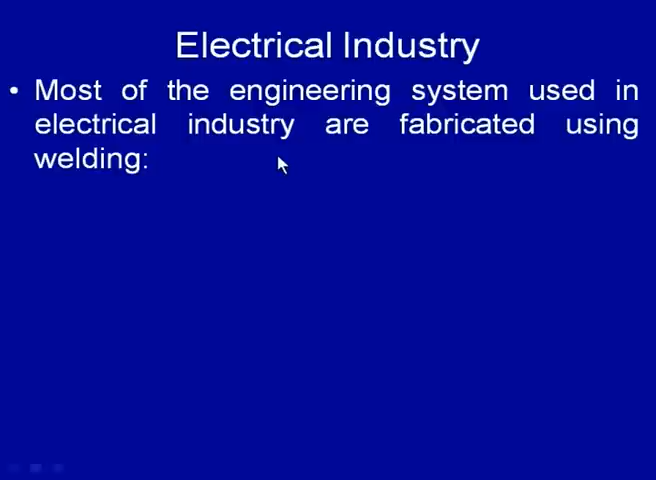 Electrical Industry
• Most of the engineering system used in
electrical industry are fabricated using
welding: